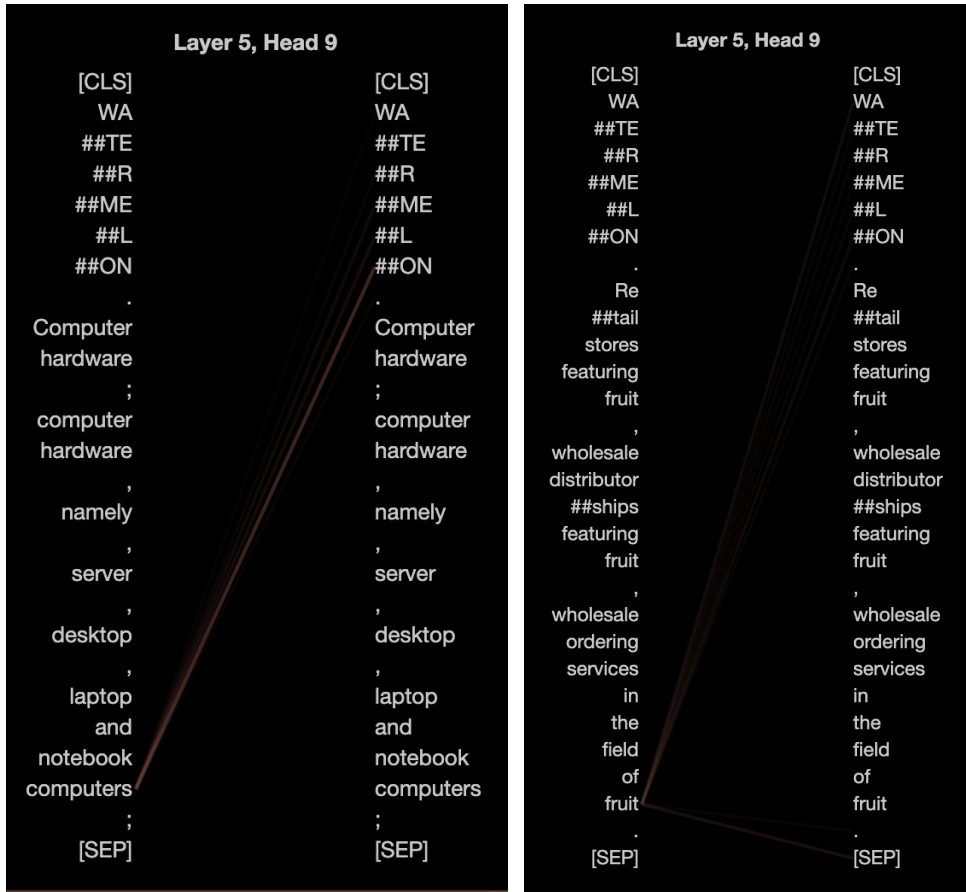 Layer 5, Head 9
[CLS] [CLS]
WA WA
##TE ##TE
##R ##R
##ME ##ME
##L ##L
##ON ##ON
. .
Computer Computer
hardware hardware
; ;
computer computer
hardware hardware
, ,
namely namely
, ,
server server
, ,
desktop desktop
, ,
laptop laptop
and and
notebook notebook
computers computers
; ;
[SEP] [SEP]
Layer 5, Head 9
[CLS] [CLS]
WA WA
##TE ##TE
##R ##R
##ME ##ME
##L ##L
##ON ##ON
. .
Re Re
##tail ##tail
stores stores
featuring featuring
fruit fruit
, ,
wholesale wholesale
distributor distributor
##ships ##ships
featuring featuring
fruit fruit
, ,
wholesale wholesale
ordering ordering
services services
in in
the the
field field
of of
fruit fruit
. .
[SEP] [SEP]